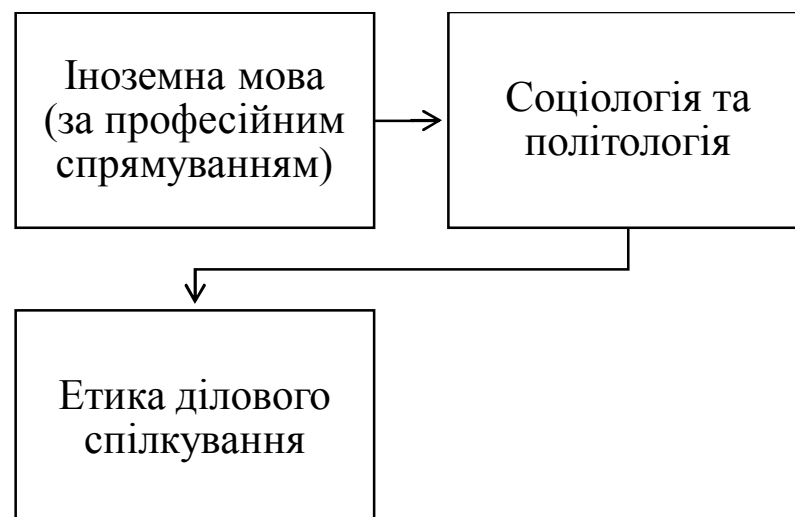 Іноземна мова
(за професійним
спрямуванням)
Соціологія та
політологія
Етика ділового
спілкування